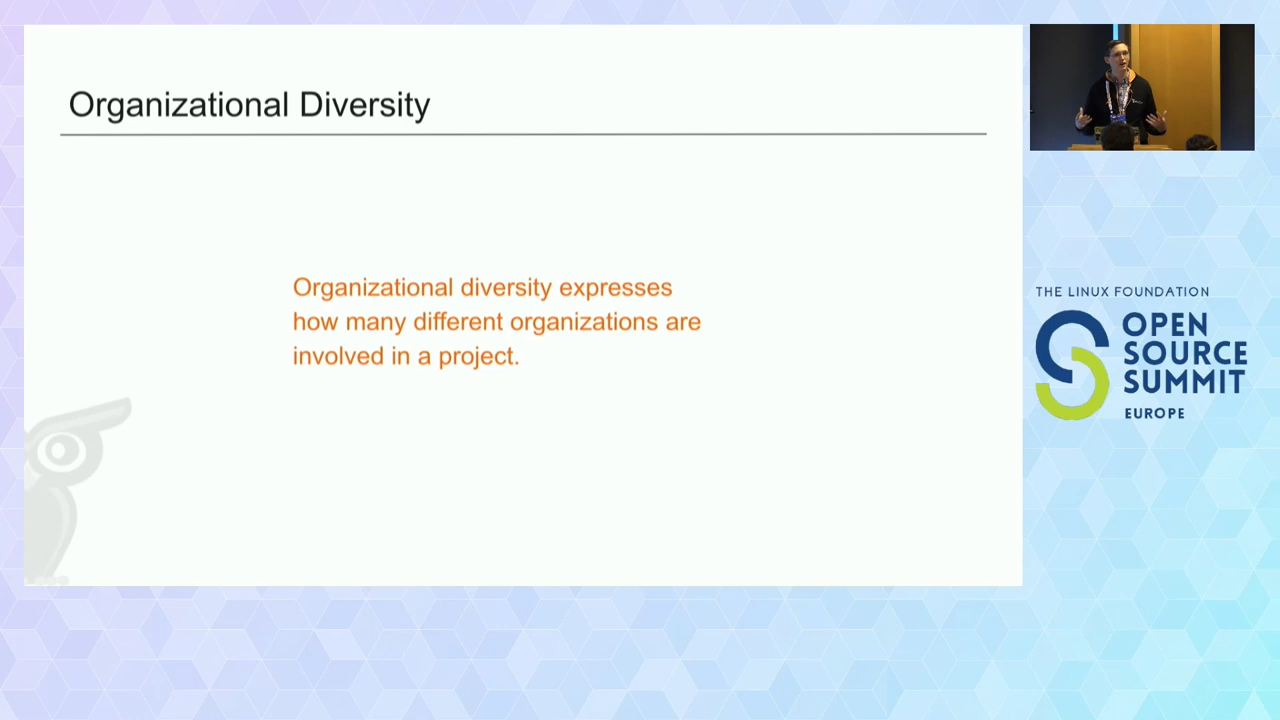 Organizational Diversity
Organizational diversity expresses
how many different organizations are
involved in a project.
THE LINUX FOUNDATION
OPEN
SOURCE
SUMMIT
EUROPE